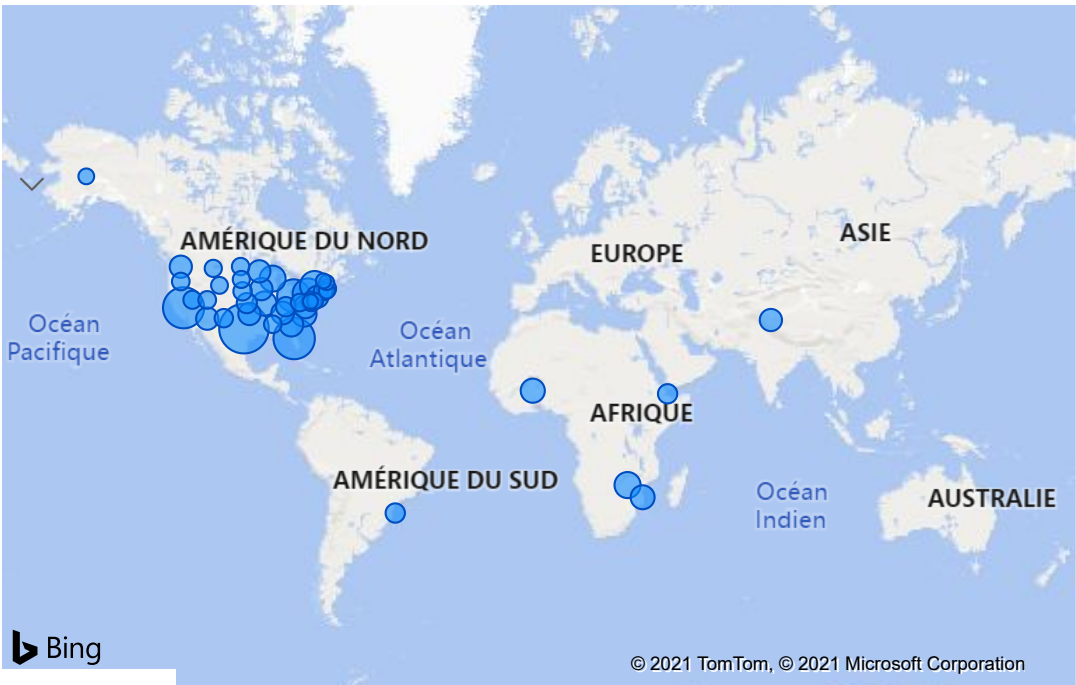 AMÉRIQUE DU NORD
EUROPE
ASIE
Océan
Pacifique
Océan
Atlantique
AFRIQUE
AMÉRIQUE DU SUD
Océan
Indien
AUSTRALIE
Bing
© 2021 TomTom, © 2021 Microsoft Corporation